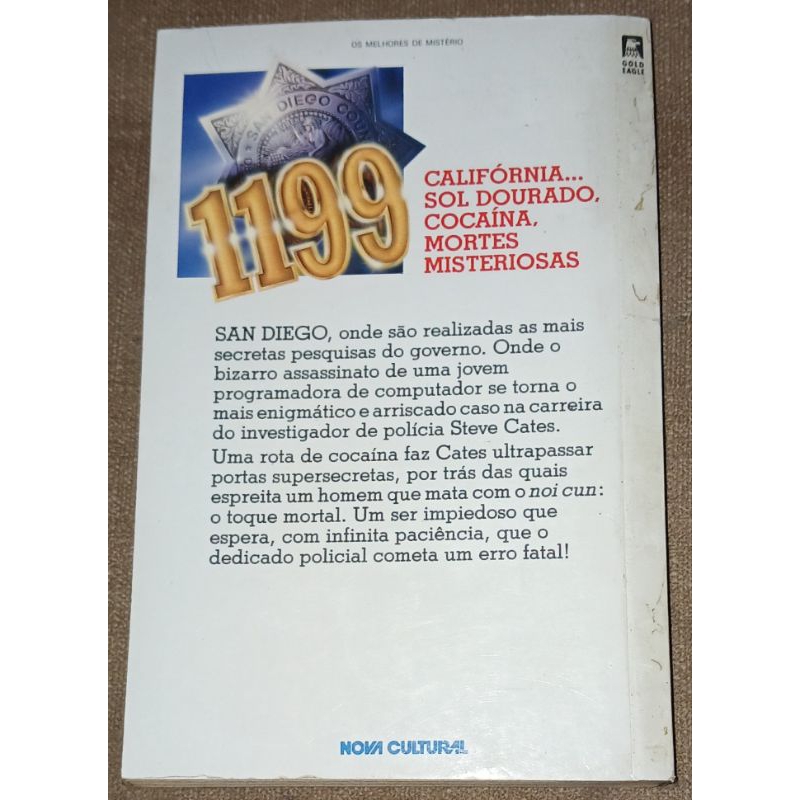 OS MELHORES DE MISTÉRIO
GOLD
EAGLE
SAN DIEGO COU
1199
CALIFÓRNIA...
SOL DOURADO,
COCAÍNA,
MORTES
MISTERIOSAS
SAN DIEGO, onde são realizadas as mais
secretas pesquisas do governo. Onde o
bizarro assassinato de uma jovem
programadora de computador se torna o
mais enigmático e arriscado caso na carreira
do investigador de polícia Steve Cates.
Uma rota de cocaína faz Cates ultrapassar
portas supersecretas, por trás das quais
espreita um homem que mata com o noi cun:
o toque mortal. Um ser impiedoso que
espera, com infinita paciência, que o
dedicado policial cometa um erro fatal!
NOVA CULTURAL